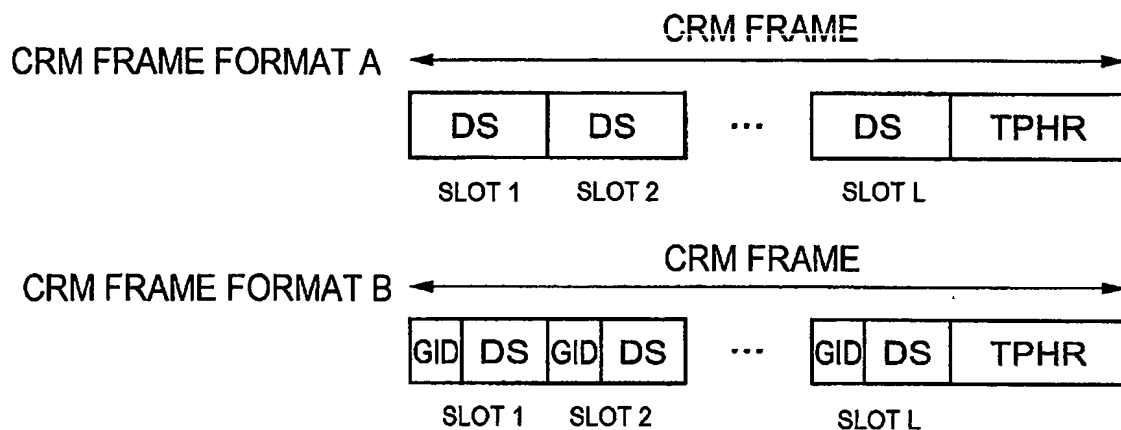 CRM FRAME
CRM FRAME FORMAT A
DS DS ... DS TPHR
SLOT 1 SLOT 2 SLOT L
CRM FRAME
CRM FRAME FORMAT B
GID DS GID DS ... GID DS TPHR
SLOT 1 SLOT 2 SLOT L